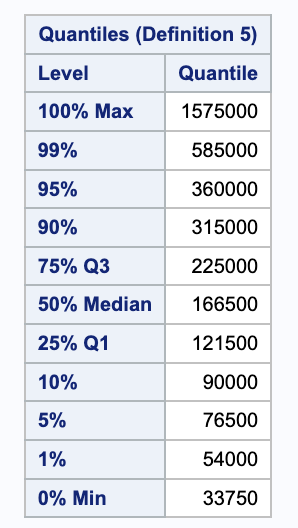 Quantiles (Definition 5)
Level Quantile
100% Max 1575000
99% 585000
95% 360000
90% 315000
75% Q3 225000
50% Median 166500
25% Q1 121500
10% 90000
5% 76500
1% 54000
0% Min 33750